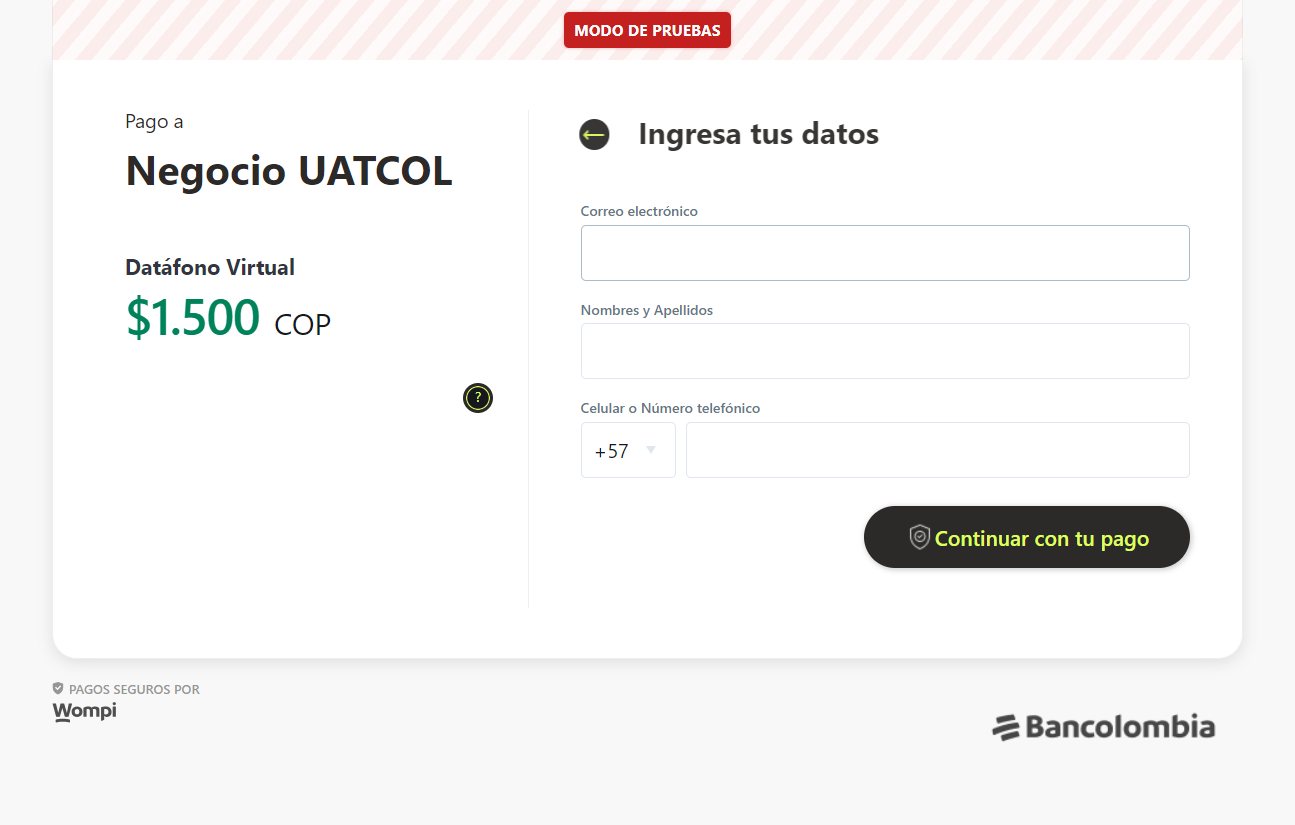 MODO DE PRUEBAS
Pago a
Negocio UATCOL
Datáfono Virtual
$1.500 COP
?
Ingresa tus datos
Correo electrónico
Nombres y Apellidos
Celular o Número telefónico
+57
Continuar con tu pago
PAGOS SEGUROS POR
Wompi
Bancolombia